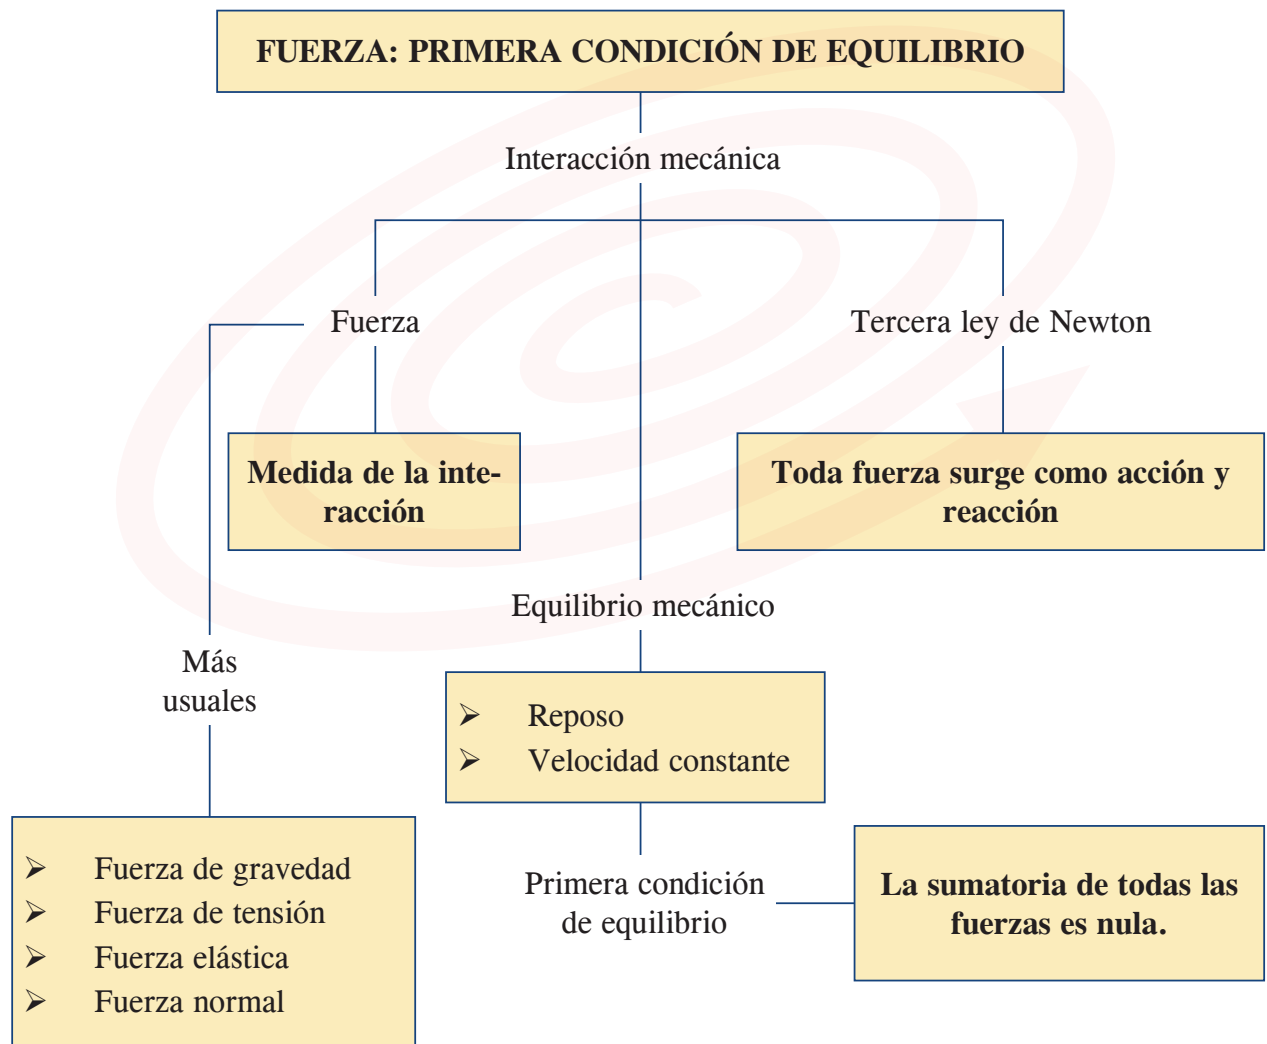 FUERZA: PRIMERA CONDICIÓN DE EQUILIBRIO
Interacción mecánica
Fuerza
Tercera ley de Newton
Medida de la inte-
racción
Toda fuerza surge como acción y
reacción
Equilibrio mecánico
Más
usuales
➢ Reposo
➢ Velocidad constante
➢ Fuerza de gravedad
➢ Fuerza de tensión
➢ Fuerza elástica
➢ Fuerza normal
Primera condición
de equilibrio
La sumatoria de todas las
fuerzas es nula.